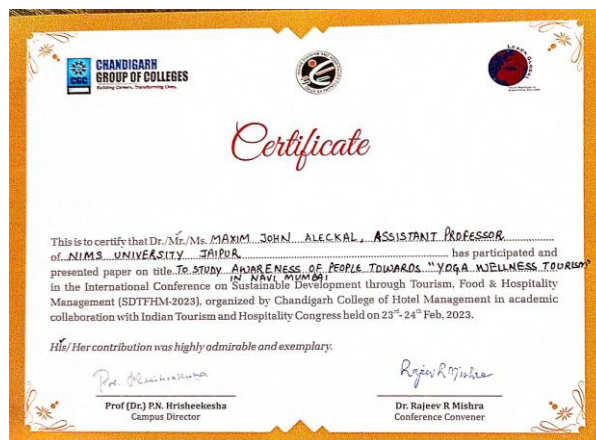 CHANDIGARH
GROUP OF COLLEGES
Building Careers. Transforming Lives.
CGC
LEARN GLOBAL
Certificate
This is to certify that Dr./Mr./Ms. MAXIM JOHN ALECKAL, ASSISTANT PROFESSOR
of NIMS UNIVERSITY JAIPUR has participated and
presented paper on title TO STUDY AWARENESS OF PEOPLE TOWARDS "YOGA WELLNESS TOURISM"
IN NAVI MUMBAI
in the International Conference on Sustainable Development through Tourism, Food & Hospitality
Management (SDTFHM-2023), organized by Chandigarh College of Hotel Management in academic
collaboration with Indian Tourism and Hospitality Congress held on 23rd- 24th Feb, 2023.
His/Her contribution was highly admirable and exemplary.
P.N. Hrisheekesha
Rajeev R Mishra
Prof (Dr.) P.N. Hrisheekesha
Campus Director
Dr. Rajeev R Mishra
Conference Convener